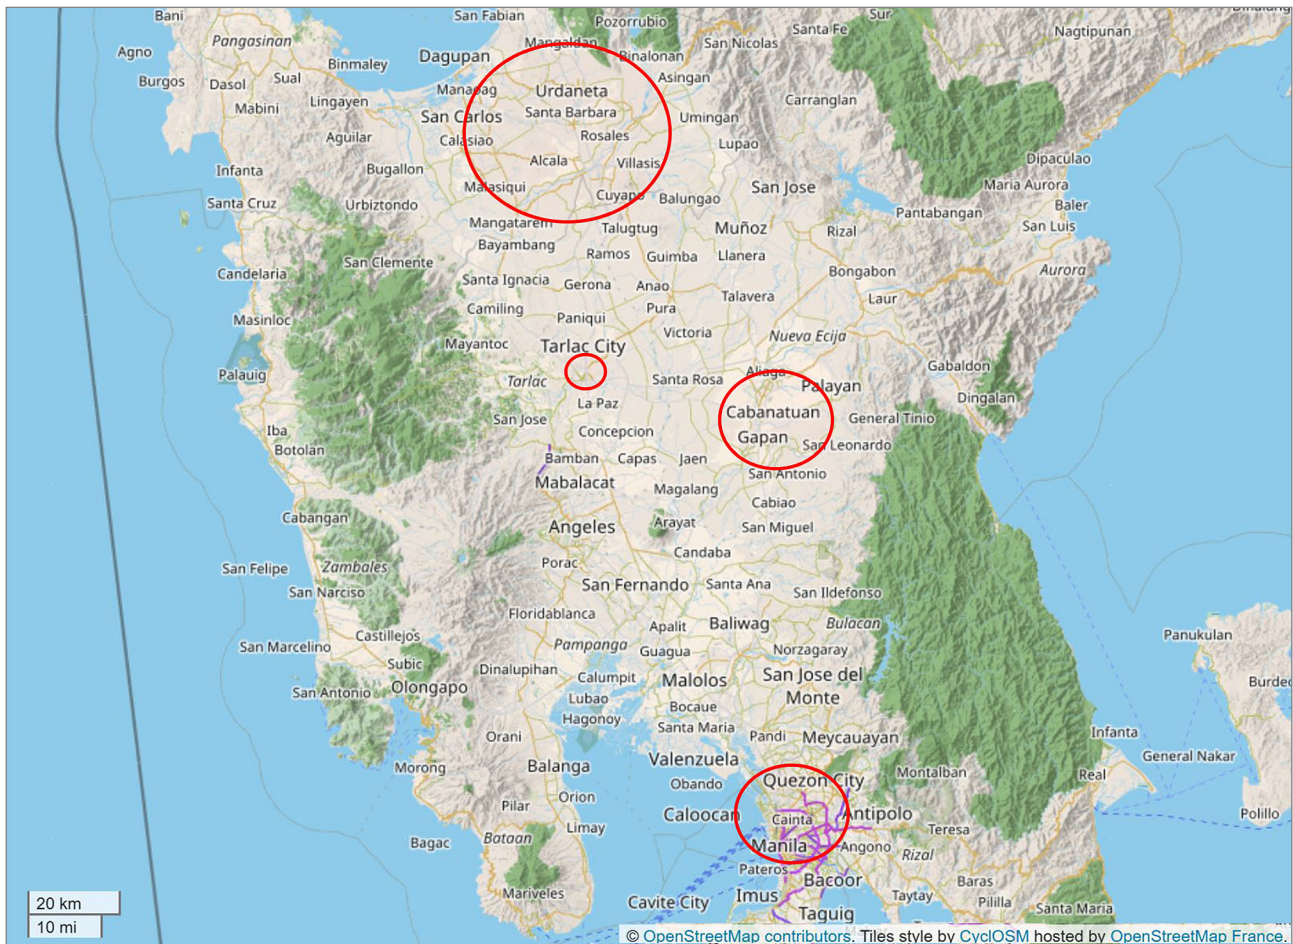 Bani
San Fabian
Pozorrubio
Sur
Santa Fe
Nagtipunan
Agno
Pangasinan
Binmaley
Dagupan
Mangaldan
Binalonan
San Nicolas
Burgos
Dasol
Sual
Manaoag
Urdaneta
Asingan
Carranglan
Mabini
Lingayen
San Carlos
Santa Barbara
Umingan
Aguilar
Calasiao
Rosales
Lupao
Infanta
Bugallon
Alcala
Villasis
Dipaculao
Malasiqui
Cuyapo
Balungao
San Jose
Maria Aurora
Santa Cruz
Urbiztondo
Pantabangan
Baler
Mangatarem
Talugtug
Muñoz
Rizal
San Luis
Bayambang
Ramos
Guimba
Llanera
Candelaria
San Clemente
Santa Ignacia
Gerona
Anao
Bongabon
Aurora
Masinloc
Camiling
Paniqui
Pura
Talavera
Laur
Mayantoc
Tarlac City
Victoria
Nueva Ecija
Palauig
Tarlac
Santa Rosa
Aliaga
Palayan
Gabaldon
Iba
San Jose
La Paz
Cabanatuan
General Tinio
Dingalan
Botolan
Concepcion
Gapan
San Leonardo
Bamban
Capas
Jaen
San Antonio
Mabalacat
Magalang
Cabiao
Cabangan
Angeles
Arayat
San Miguel
San Felipe
Zambales
Porac
Candaba
San Narciso
San Fernando
Santa Ana
San Ildefonso
Floridablanca
Apalit
Baliwag
Bulacan
San Marcelino
Castillejos
Pampanga
Guagua
Norzagaray
Panukulan
Subic
Dinalupihan
Calumpit
Malolos
San Jose del
Monte
San Antonio
Olongapo
Lubao
Bocaue
Hagonoy
Santa Maria
Pandi
Meycauayan
Infanta
Orani
Valenzuela
General Nakar
Morong
Balanga
Obando
Quezon City
Montalban
Real
Pilar
Orion
Caloocan
Cainta
Antipolo
Polillo
Bagac
Bataan
Limay
Manila
Angono
Teresa
Rizal
Pateros
Mariveles
Cavite City
Imus
Bacoor
Taytay
Baras
Pililla
Taguig
Santa Maria
20 km
10 mi
© OpenStreetMap contributors. Tiles style by CyclOSM hosted by OpenStreetMap France.